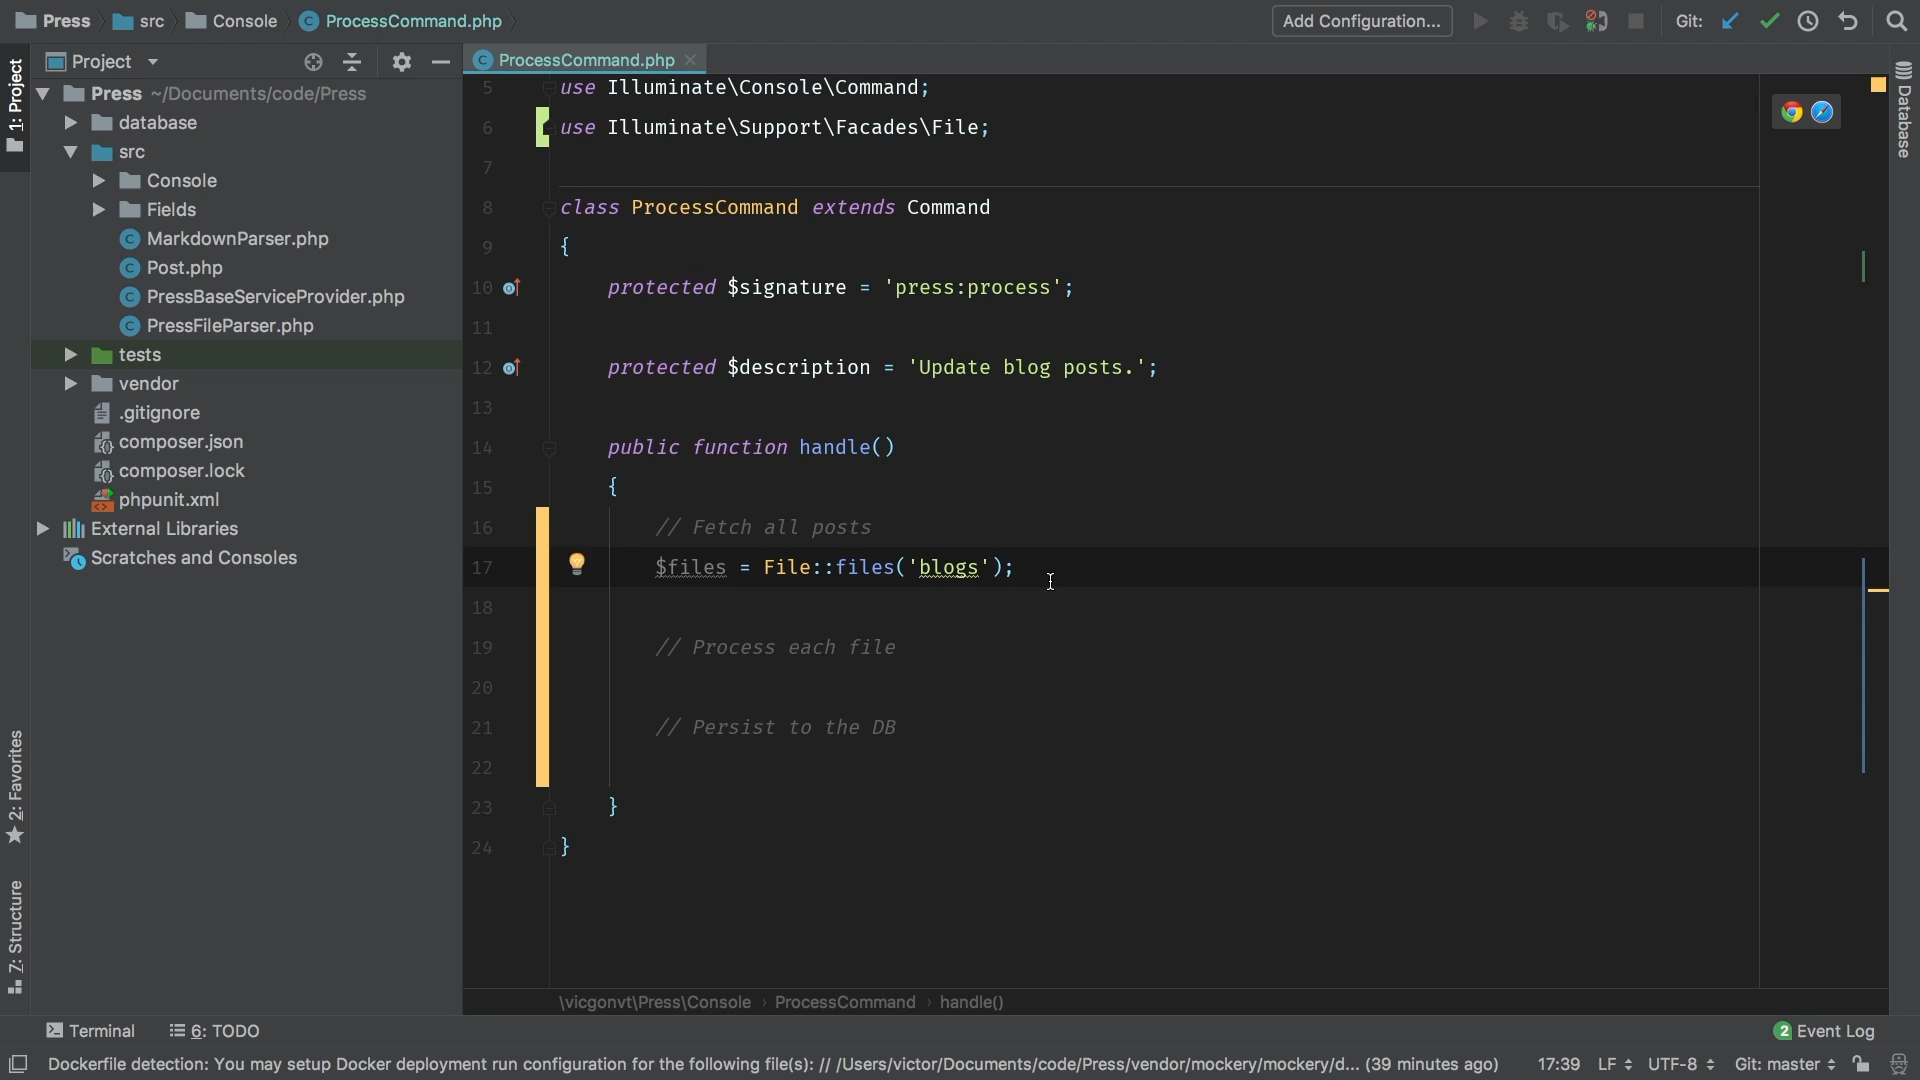 Press src Console ProcessCommand.php Add Configuration... Git:
1: Project
Project
ProcessCommand.php
Press ~/Documents/code/Press
database
src
Console
Fields
MarkdownParser.php
Post.php
PressBaseServiceProvider.php
PressFileParser.php
tests
vendor
.gitignore
composer.json
composer.lock
phpunit.xml
External Libraries
Scratches and Consoles
2: Favorites
Z: Structure
5 use Illuminate\Console\Command;
6 use Illuminate\Support\Facades\File;
7
8 class ProcessCommand extends Command
9 {
10 protected $signature = 'press:process';
11
12 protected $description = 'Update blog posts.';
13
14 public function handle()
15 {
16 // Fetch all posts
17 $files = File::files('blogs');
18
19 // Process each file
20
21 // Persist to the DB
22
23 }
24 }
Database
\vicgonvt\Press\Console › ProcessCommand › handle()
Terminal 6: TODO 2 Event Log
Dockerfile detection: You may setup Docker deployment run configuration for the following file(s): // /Users/victor/Documents/code/Press/vendor/mockery/mockery/d... (39 minutes ago) 17:39 LF UTF-8 Git: master